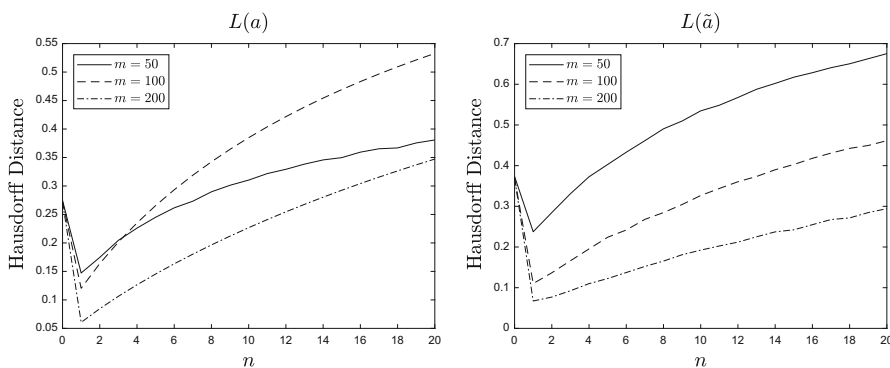 L(a)
Hausdorff Distance
0.55
0.5
0.45
0.4
0.35
0.3
0.25
0.2
0.15
0.1
0.05
m = 50
m = 100
m = 200
0 2 4 6 8 10 12 14 16 18 20
n
L(ã)
Hausdorff Distance
0.7
0.6
0.5
0.4
0.3
0.2
0.1
0
m = 50
m = 100
m = 200
0 2 4 6 8 10 12 14 16 18 20
n